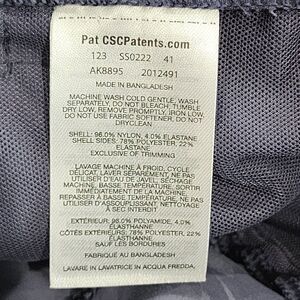 Pat CSCPatents.com
123 SS0222 41
AK8895 2012491
MADE IN BANGLADESH
MACHINE WASH COLD GENTLE, WASH
SEPARATELY, DO NOT BLEACH, TUMBLE
DRY LOW, REMOVE PROMPTLY, IRON LOW,
DO NOT USE FABRIC SOFTENER, DO NOT
DRYCLEAN
SHELL: 96.0% NYLON, 4.0% ELASTANE
SHELL SIDES: 78% POLYESTER, 22%
ELASTANE
EXCLUSIVE OF TRIMMING
LAVAGE MACHINE A FROID, CYCLE
DÉLICAT, LAVER SÉPARÉMENT, NE PAS
UTILISER D'EAU DE JAVEL, SÉCHAGE
MACHINE, BASSE TEMPÉRATURE, SORTIR
IMMÉDIATEMENT DE LA MACHINE,
REPASSER À BASSE TEMPÉRATURE, NE PAS
UTILISER D'ASSOUPLISSANT, NETTOYAGE
À SEC INTERDIT
EXTÉRIEUR: 96.0% POLYAMIDE, 4.0%
ÉLASTHANNE
CÔTÉS EXTÉRIEURS: 78% POLYESTER, 22%
ÉLASTHANNE
SAUF LES BORDURES
FABRIQUÉ AU BANGLADESH
LAVARE IN LAVATRICE IN ACQUA FREDDA,